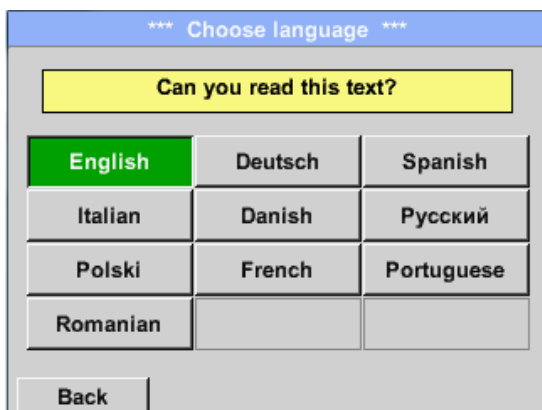 *** Choose language ***
Can you read this text?
English Deutsch Spanish
Italian Danish Русский
Polski French Portuguese
Romanian
Back